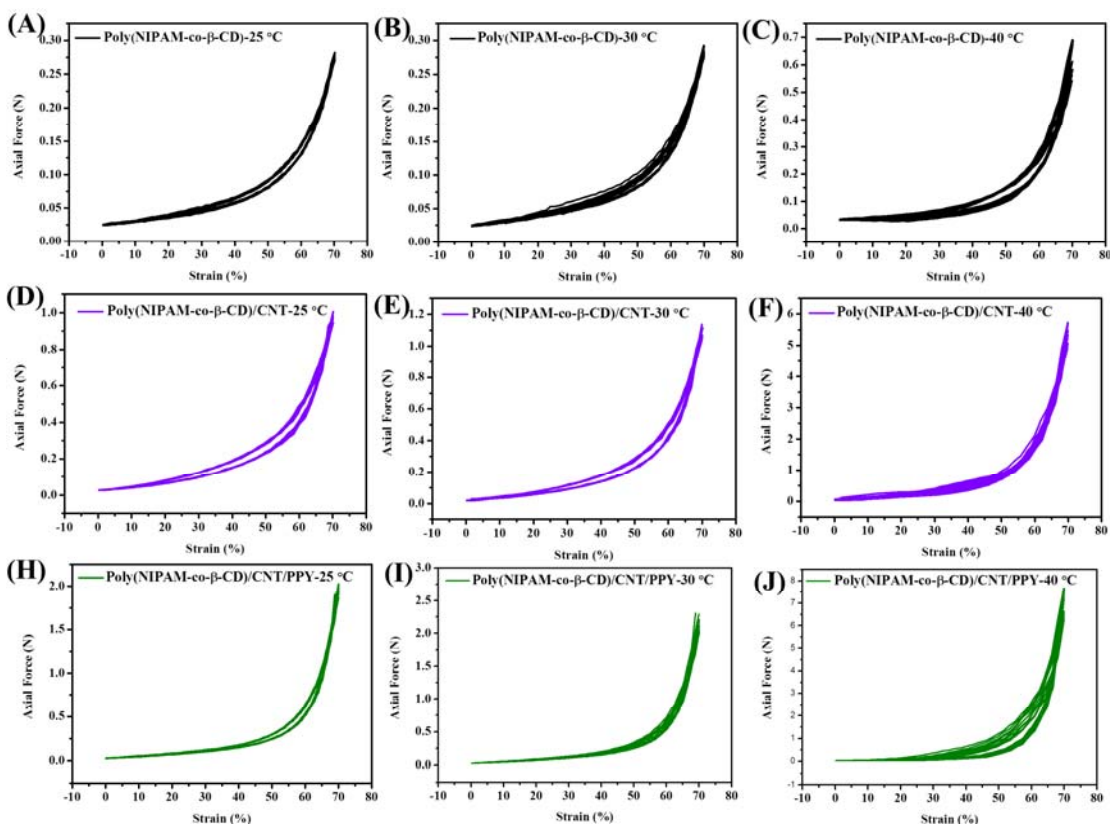 (A)
Poly(NIPAM-co-β-CD)-25 °C
0.30
0.25
0.20
0.15
0.10
0.05
0.00
Axial Force (N)
-10 0 10 20 30 40 50 60 70 80
Strain (%)
(B)
Poly(NIPAM-co-β-CD)-30 °C
0.30
0.25
0.20
0.15
0.10
0.05
0.00
Axial Force (N)
-10 0 10 20 30 40 50 60 70 80
Strain (%)
(C)
Poly(NIPAM-co-β-CD)-40 °C
0.7
0.6
0.5
0.4
0.3
0.2
0.1
0.0
Axial Force (N)
-10 0 10 20 30 40 50 60 70 80
Strain (%)
(D)
Poly(NIPAM-co-β-CD)/CNT-25 °C
1.0
0.8
0.6
0.4
0.2
0.0
Axial Force (N)
-10 0 10 20 30 40 50 60 70 80
Strain (%)
(E)
Poly(NIPAM-co-β-CD)/CNT-30 °C
1.2
1.0
0.8
0.6
0.4
0.2
0.0
Axial Force (N)
-10 0 10 20 30 40 50 60 70 80
Strain (%)
(F)
Poly(NIPAM-co-β-CD)/CNT-40 °C
6
5
4
3
2
1
0
Axial Force (N)
-10 0 10 20 30 40 50 60 70 80
Strain (%)
(H)
Poly(NIPAM-co-β-CD)/CNT/PPY-25 °C
2.0
1.5
1.0
0.5
0.0
Axial Force (N)
-10 0 10 20 30 40 50 60 70 80
Strain (%)
(I)
Poly(NIPAM-co-β-CD)/CNT/PPY-30 °C
3.0
2.5
2.0
1.5
1.0
0.5
0.0
Axial Force (N)
-10 0 10 20 30 40 50 60 70 80
Strain (%)
(J)
Poly(NIPAM-co-β-CD)/CNT/PPY-40 °C
8
7
6
5
4
3
2
1
0
-1
Axial Force (N)
-10 0 10 20 30 40 50 60 70 80
Strain (%)